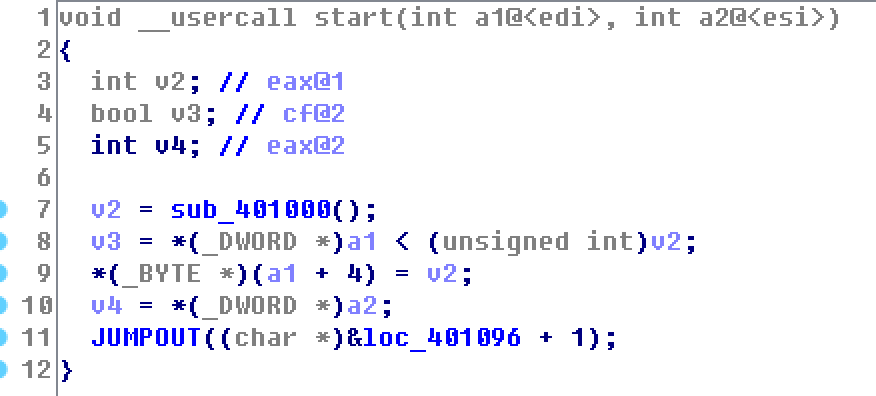 1 void __usercall start(int a1@<edi>, int a2@<esi>)
2 {
3 int v2; // eax@1
4 bool v3; // cf@2
5 int v4; // eax@2
6
7 v2 = sub_401000();
8 v3 = *(_DWORD *)a1 < (unsigned int)v2;
9 *(_BYTE *)(a1 + 4) = v2;
10 v4 = *(_DWORD *)a2;
11 JUMPOUT((char *)&loc_401096 + 1);
12 }